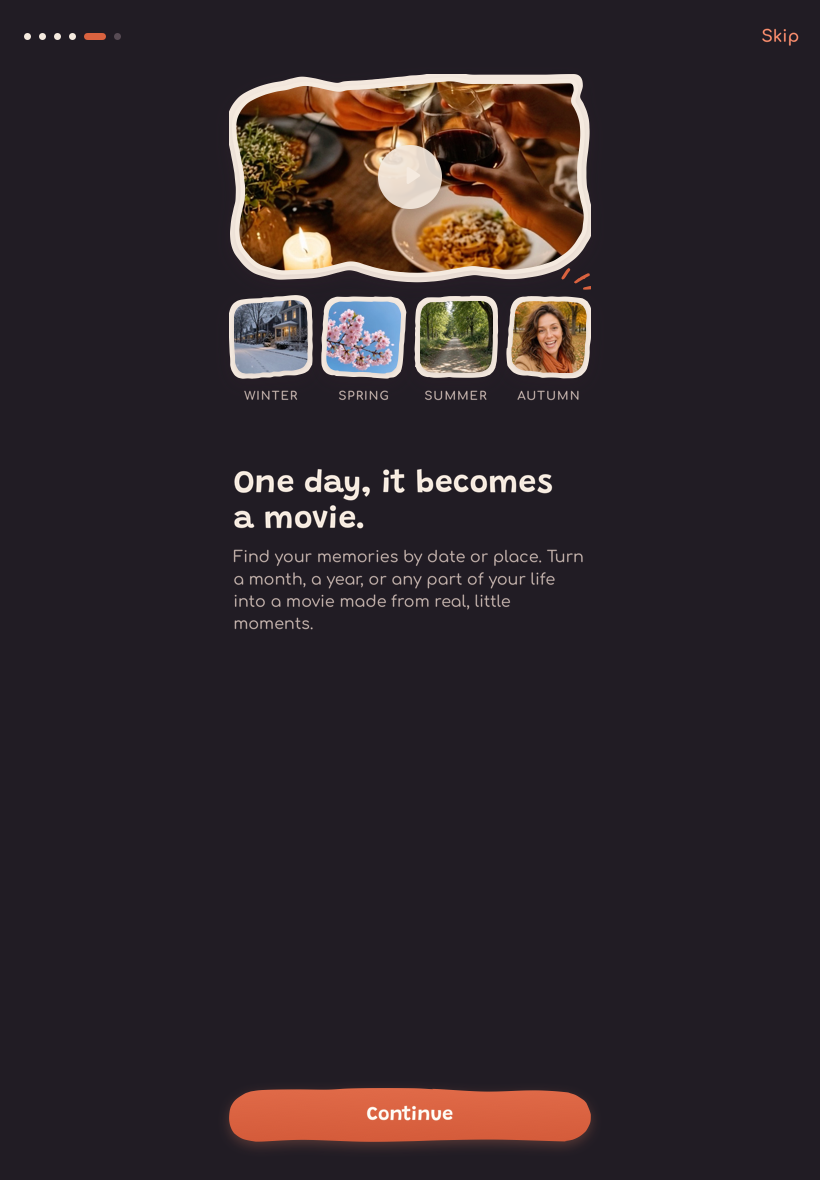 Skip
WINTER
SPRING
SUMMER
AUTUMN
One day, it becomes
a movie.
Find your memories by date or place. Turn
a month, a year, or any part of your life
into a movie made from real, little
moments.
Continue